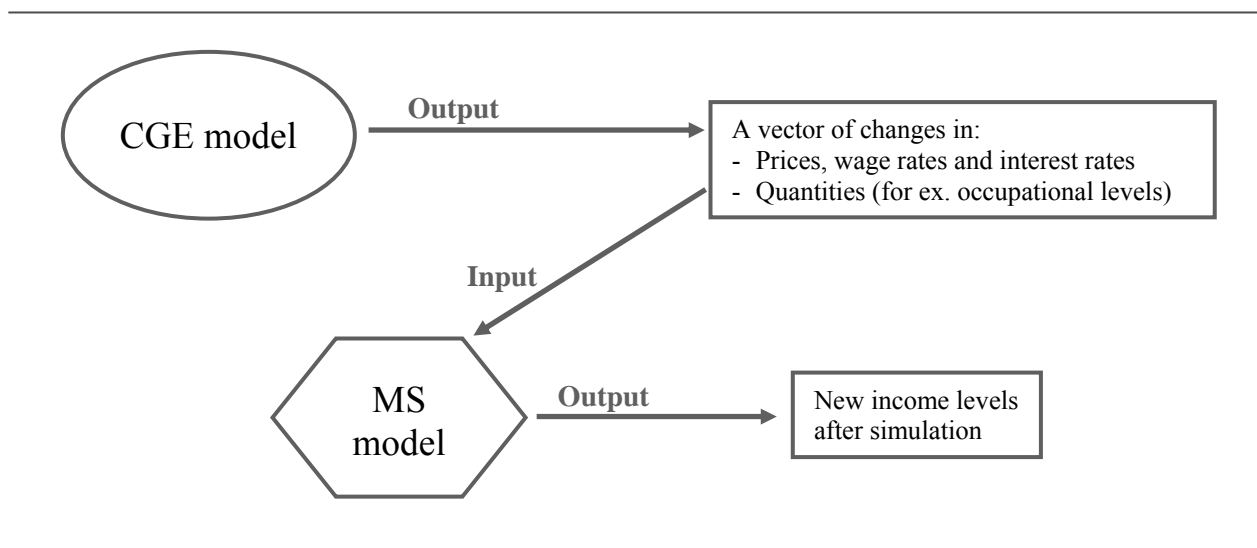 CGE model
Output
A vector of changes in:
- Prices, wage rates and interest rates
- Quantities (for ex. occupational levels)
Input
MS
model
Output
New income levels
after simulation